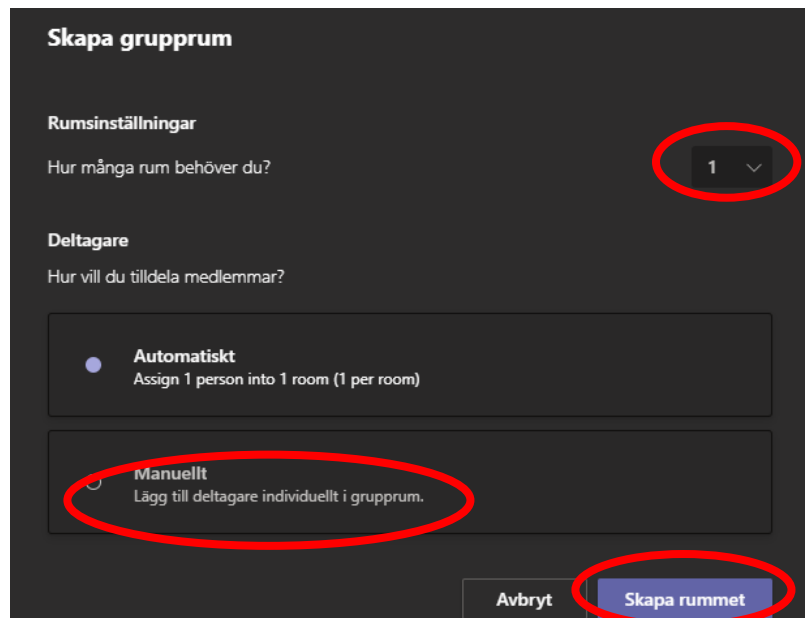 Skapa grupprum
Rumsinställningar
Hur många rum behöver du?
1
Deltagare
Hur vill du tilldela medlemmar?
Automatiskt
Assign 1 person into 1 room (1 per room)
Manuellt
Lägg till deltagare individuellt i grupprum.
Avbryt
Skapa rummet